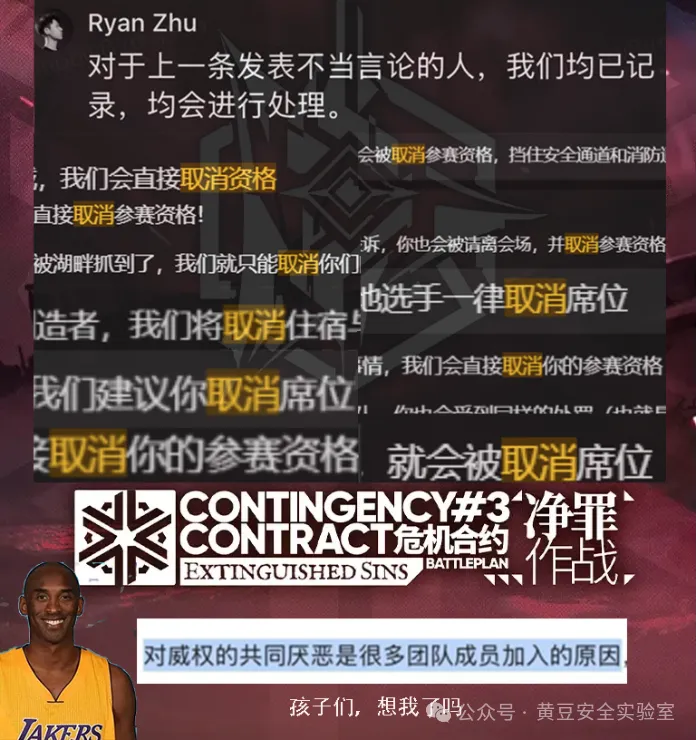 Ryan Zhu
对于上一条发表不当言论的人，我们均已记
录，均会进行处理。
我们会直接取消资格
直接取消参赛资格！
被湖畔抓到了，我们就只能取消你们
造者，我们将取消住宿与
我们建议你取消席位
接取消你的参赛资格
会被取消参赛资格，挡住安全通道和消防通
诉，你也会被请离会场，并取消参赛资格
他选手一律取消席位
事情，我们会直接取消你的参赛资格
就会被取消席位
CONTINGENCY#3
CONTRACT危机合约
EXTINGUISHED SINS
BATTLEPLAN
净罪
作战
对威权的共同厌恶是很多团队成员加入的原因，
孩子们，想我了吗
公众号 · 黄豆安全实验室
LAKERS